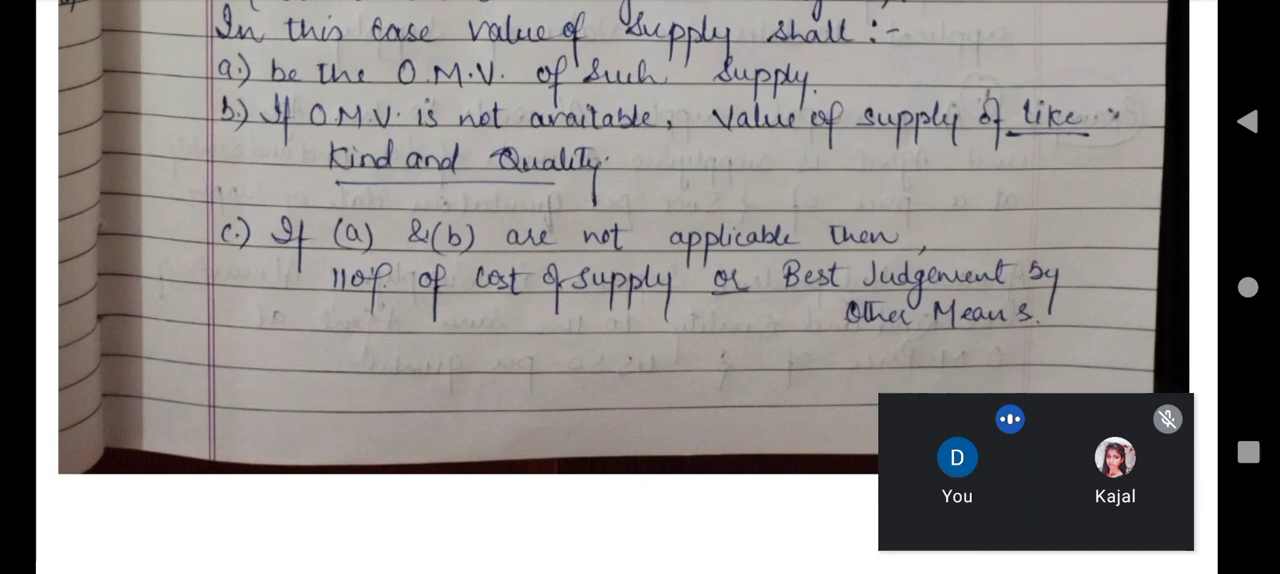 In this case value of Supply shall :-
a.) be the O.M.V. of Such Supply.
b.) If O.M.V. is not available, Value of supply of like
Kind and Quality.
c.) If (a) &(b) are not applicable then,
110% of cost of supply or Best Judgement by
Other Means.
D
You
Kajal